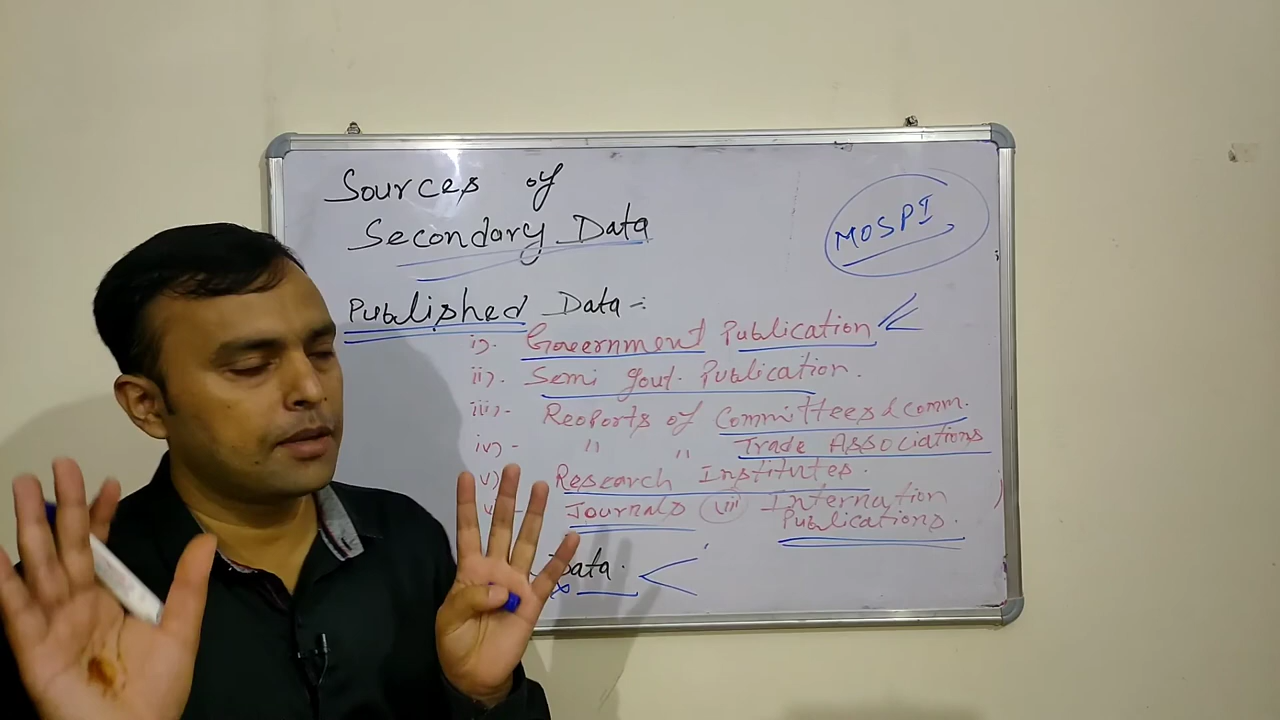 Sources of
Secondary Data
MOSPI
Published Data :-
i). Government Publication
ii). Semi Govt. Publication.
iii).- Reoports of Committees & comm.
iv) - " " Trade Associations
v) Research Institutes.
Journals (vii) Internation
Publications.
Data.